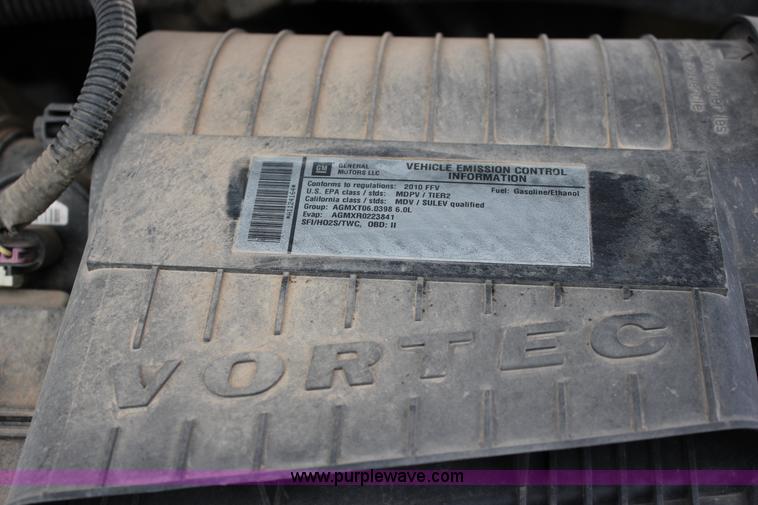 GM
GENERAL MOTORS LLC
VEHICLE EMISSION CONTROL
INFORMATION
Conforms to regulations: 2010 FFV Fuel: Gasoline/Ethanol
U.S. EPA class / stds: MDPV / TIER2
California class / stds: MDV / SULEV qualified
Group: AGMXT06.0398 6.0L
Evap: AGMXR0223841
SFI/HO2S/TWC, OBD: II
VORTEC
www.purplewave.com